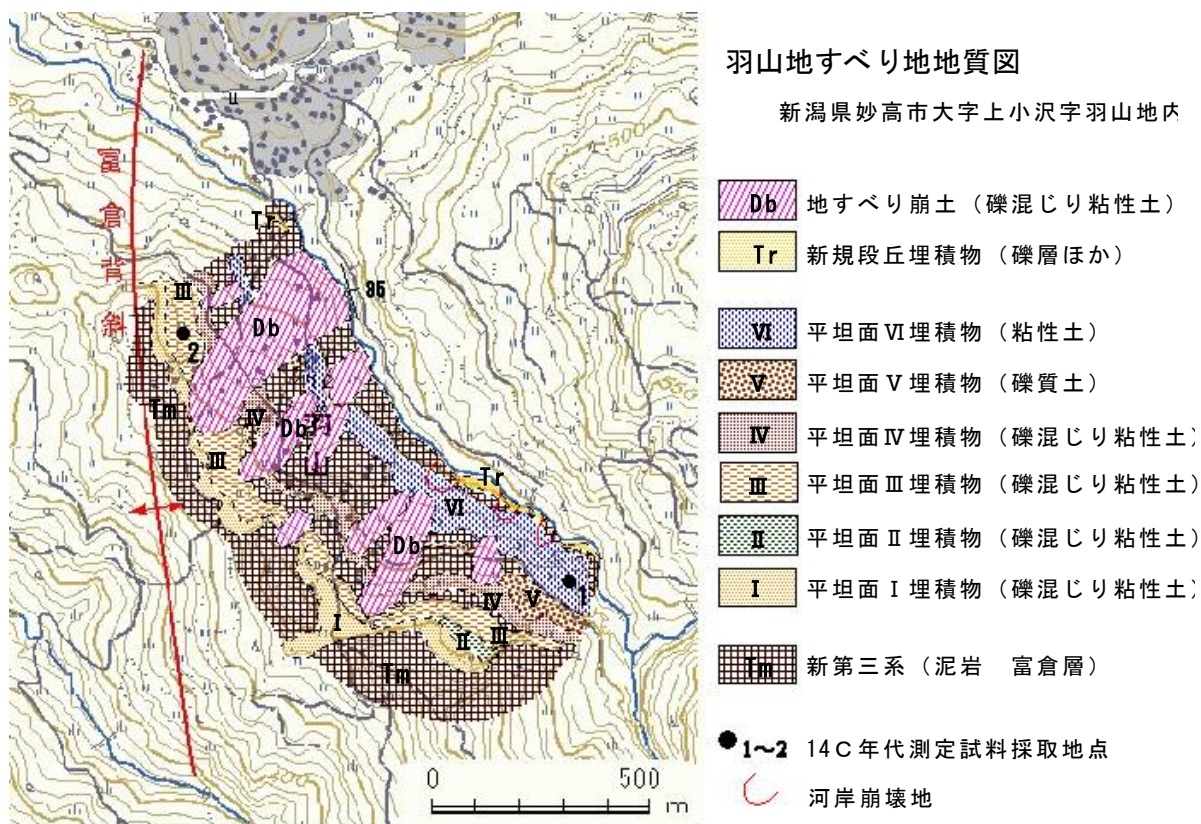 羽山地すべり地地質図
新潟県妙高市大字上小沢字羽山地内
Db 地すべり崩土（礫混じり粘性土）
Tr 新規段丘埋積物（礫層ほか）
Ⅵ 平坦面Ⅵ埋積物（粘性土）
Ⅴ 平坦面Ⅴ埋積物（礫質土）
Ⅳ 平坦面Ⅳ埋積物（礫混じり粘性土）
Ⅲ 平坦面Ⅲ埋積物（礫混じり粘性土）
Ⅱ 平坦面Ⅱ埋積物（礫混じり粘性土）
Ⅰ 平坦面Ⅰ埋積物（礫混じり粘性土）
Tm 新第三系（泥岩　富倉層）
1～2 14C年代測定試料採取地点
河岸崩壊地
富倉背斜
Tr
Ⅲ
2
Db
Tm
Ⅳ
Db
Ⅲ
Tr
Ⅵ
Db
1
Ⅳ
Ⅴ
Ⅰ
Ⅱ
Ⅲ
Tm
500
550
0 500
m